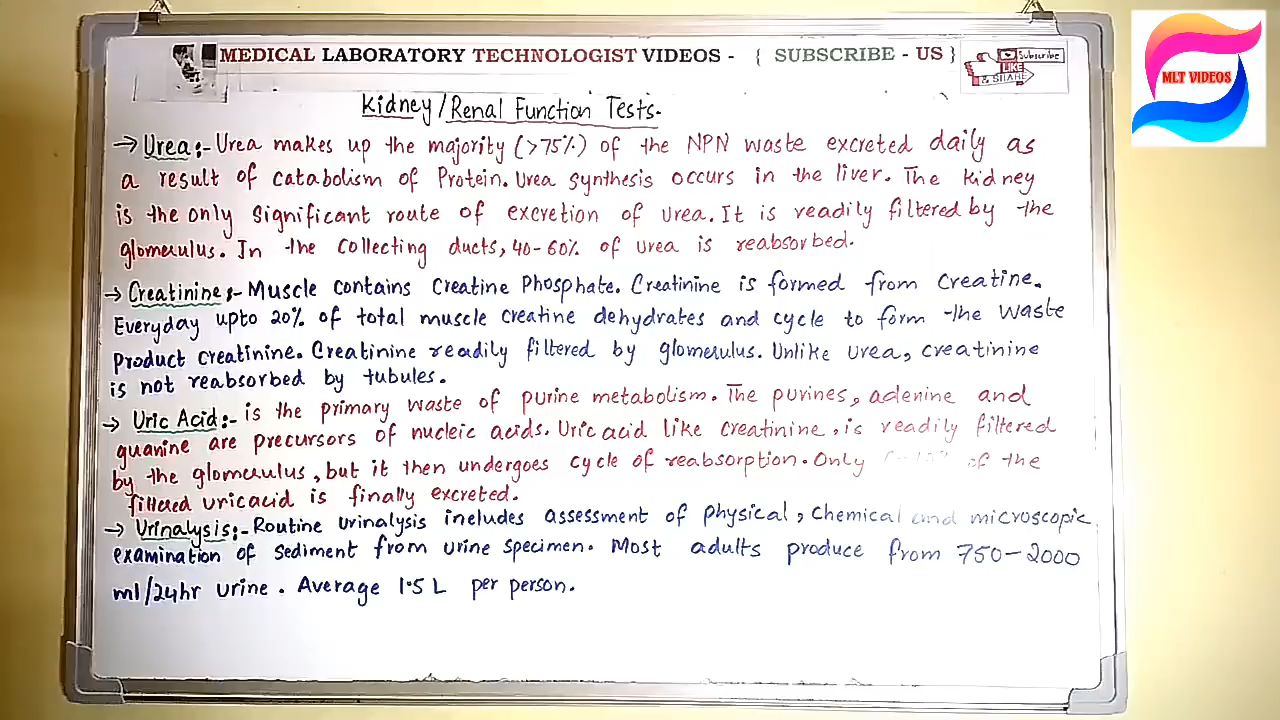 MEDICAL LABORATORY TECHNOLOGIST VIDEOS - { SUBSCRIBE - US }
Subscribe
LIKE
& SHARE
MLT VIDEOS
Kidney/Renal Function Tests.
→ Urea:- Urea makes up the majority (>75%) of the NPN waste excreted daily as
a result of catabolism of Protein. Urea synthesis occurs in the liver. The kidney
is the only significant route of excretion of urea. It is readily filtered by the
glomerulus. In the collecting ducts, 40-60% of urea is reabsorbed.
→ Creatinine:- Muscle contains Creatine Phosphate. Creatinine is formed from Creatine.
Everyday upto 20% of total muscle creatine dehydrates and cycle to form the waste
Product creatinine. Creatinine readily filtered by glomerulus. Unlike urea, creatinine
is not reabsorbed by tubules.
→ Uric Acid:- is the primary waste of purine metabolism. The purines, adenine and
guanine are precursors of nucleic acids. Uric acid like creatinine, is readily filtered
by the glomerulus, but it then undergoes cycle of reabsorption. Only of the
filtered uric acid is finally excreted.
→ Urinalysis:- Routine urinalysis includes assessment of physical, Chemical and microscopic
examination of sediment from urine specimen. Most adults produce from 750-2000
ml/24hr urine. Average 1.5 L per person.